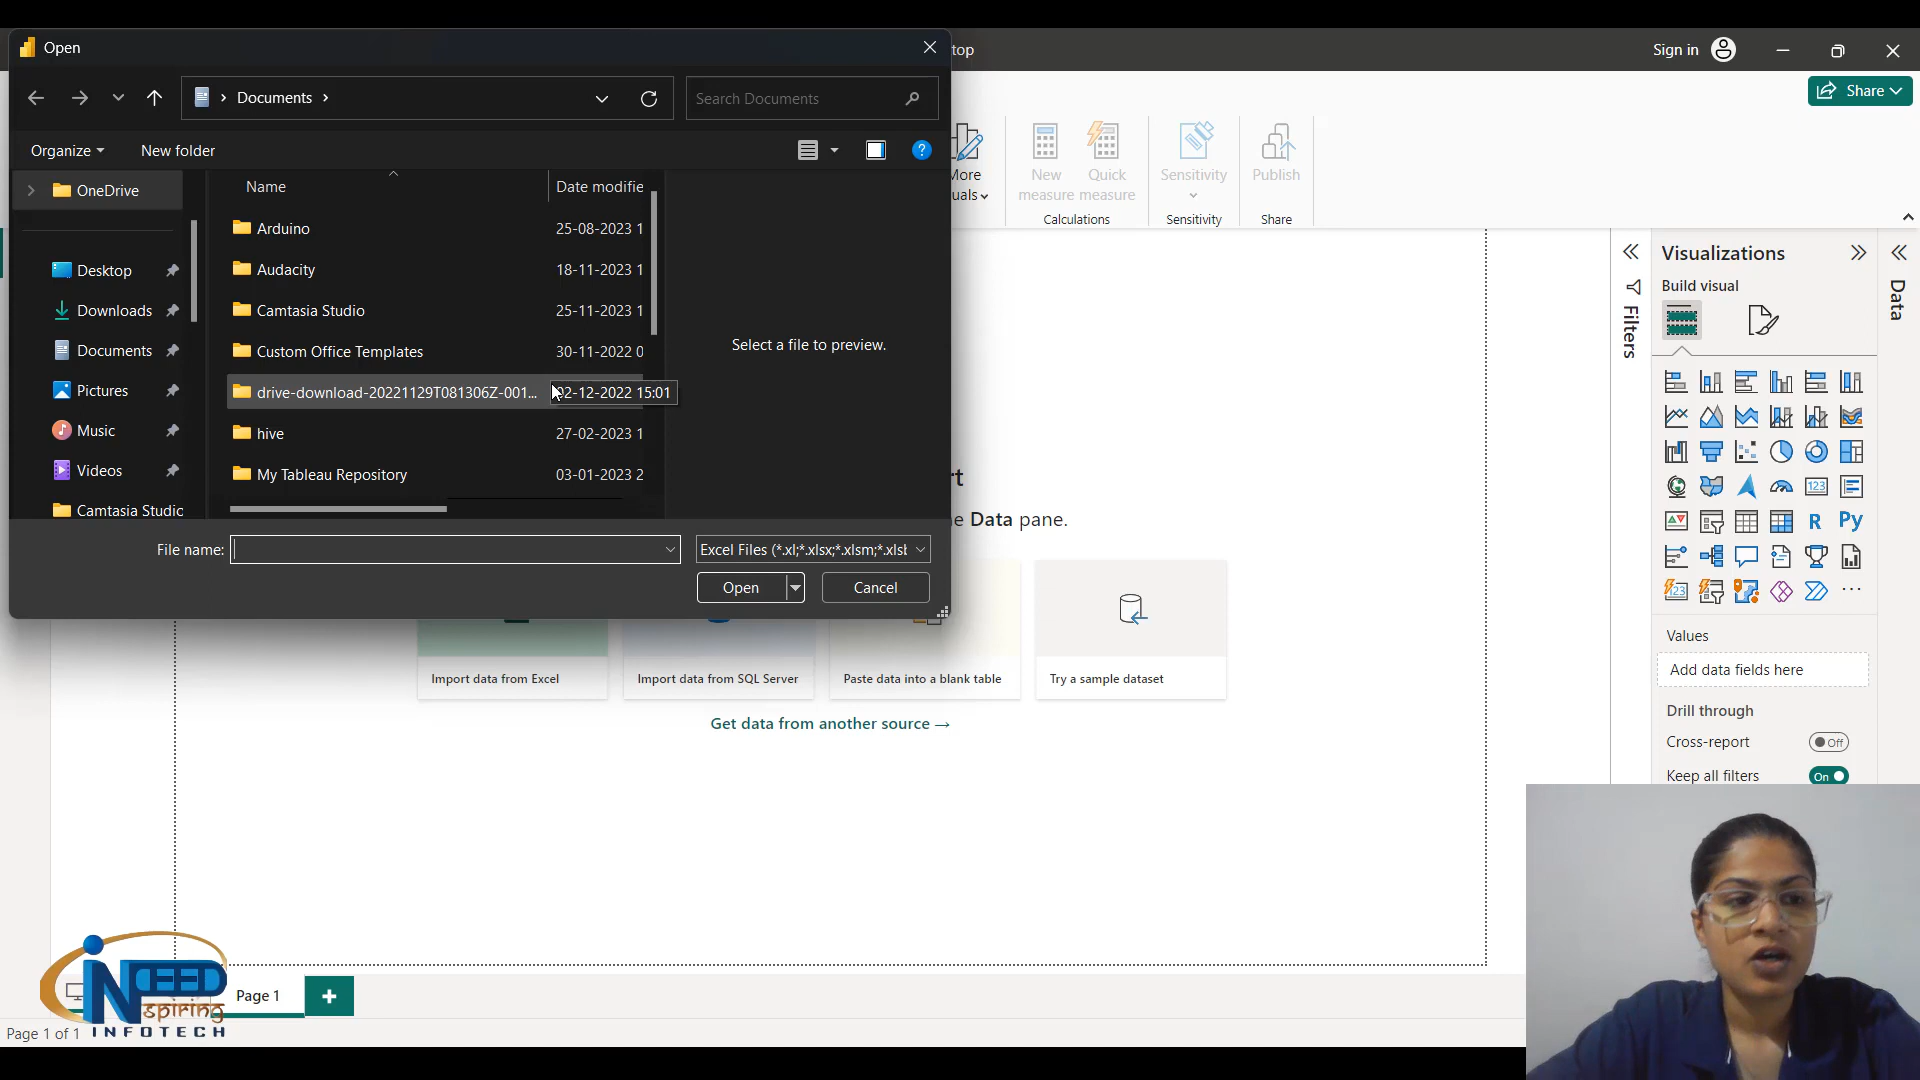 Open
top
Sign in
Documents
Search Documents
Share
Organize
New folder
OneDrive
Desktop
Downloads
Documents
Pictures
Music
Videos
Camtasia Studio
Name
Date modifie
Arduino
25-08-2023 1
Audacity
18-11-2023 1
Camtasia Studio
25-11-2023 1
Custom Office Templates
30-11-2022 0
drive-download-20221129T081306Z-001...
02-12-2022 15:01
hive
27-02-2023 1
My Tableau Repository
03-01-2023 2
Select a file to preview.
File name:
Excel Files (*.xl;*.xlsx;*.xlsm;*.xlsb
Open
Cancel
More
uals
New
measure
Quick
measure
Calculations
Sensitivity
Sensitivity
Publish
Share
rt
e Data pane.
Import data from Excel
Import data from SQL Server
Paste data into a blank table
Try a sample dataset
Get data from another source →
Filters
Visualizations
Build visual
123
R
Py
123
Values
Add data fields here
Drill through
Cross-report
Off
Keep all filters
On
Data
iNEED
Nspiring
INFOTECH
Page 1
Page 1 of 1